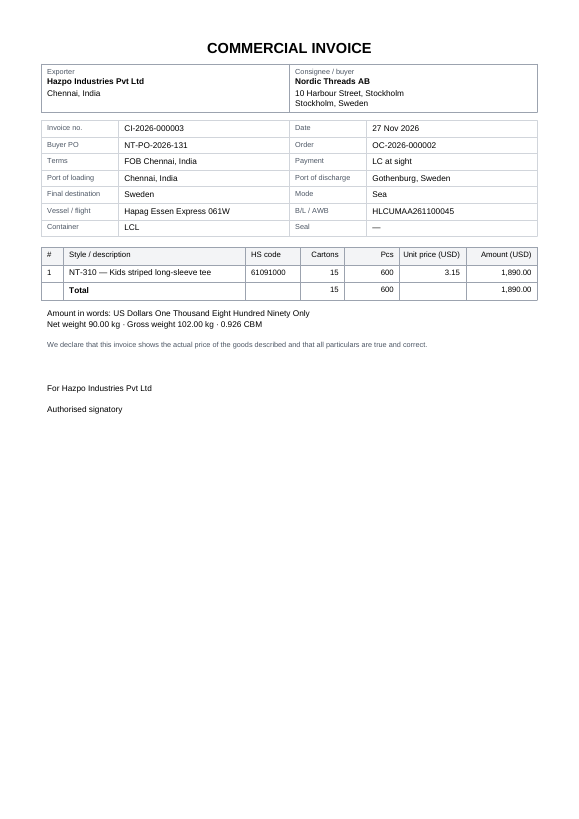 COMMERCIAL INVOICE
Exporter
Hazpo Industries Pvt Ltd
Chennai, India
Consignee / buyer
Nordic Threads AB
10 Harbour Street, Stockholm
Stockholm, Sweden
Invoice no. CI-2026-000003 Date 27 Nov 2026
Buyer PO NT-PO-2026-131 Order OC-2026-000002
Terms FOB Chennai, India Payment LC at sight
Port of loading Chennai, India Port of discharge Gothenburg, Sweden
Final destination Sweden Mode Sea
Vessel / flight Hapag Essen Express 061W B/L / AWB HLCUMAA261100045
Container LCL Seal —
# Style / description HS code Cartons Pcs Unit price (USD) Amount (USD)
1 NT-310 — Kids striped long-sleeve tee 61091000 15 600 3.15 1,890.00
Total 15 600 1,890.00
Amount in words: US Dollars One Thousand Eight Hundred Ninety Only
Net weight 90.00 kg · Gross weight 102.00 kg · 0.926 CBM
We declare that this invoice shows the actual price of the goods described and that all particulars are true and correct.
For Hazpo Industries Pvt Ltd
Authorised signatory